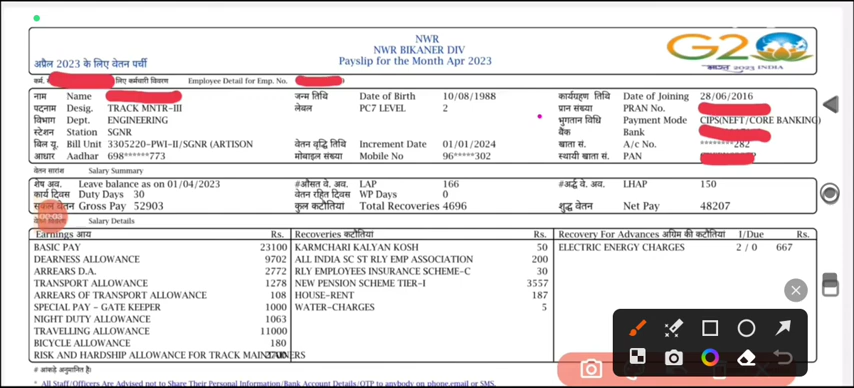 NWR
NWR BIKANER DIV
अप्रैल 2023 के लिए वेतन पर्ची
Payslip for the Month Apr 2023
G2
2023 INDIA
लिए कर्मचारी विवरण Employee Detail for Emp. No.
नाम Name जन्म तिथि Date of Birth 10/08/1988 कार्यग्रहण तिथि Date of Joining 28/06/2016
पदनाम Desig. TRACK MNTR-III लेवल PC7 LEVEL 2 प्रान संख्या PRAN No.
विभाग Dept. ENGINEERING भुगतान विधि Payment Mode CIPS(NEFT/CORE BANKING)
स्टेशन Station SGNR बैंक Bank
बिल यू. Bill Unit 3305220-PWI-II/SGNR (ARTISON वेतन वृद्धि तिथि Increment Date 01/01/2024 खाता सं. A/c No. ********282
आधार Aadhar 698******773 मोबाइल संख्या Mobile No 96*****302 स्थायी खाता सं. PAN
वेतन सारांश Salary Summary
शेष अव. Leave balance as on 01/04/2023 #औसत वे. अव. LAP 166 #अर्द्ध वे. अव. LHAP 150
कार्य दिवस Duty Days 30 वेतन रहित दिवस WP Days 0
सकल वेतन Gross Pay 52903 कुल कटौतियां Total Recoveries 4696 शुद्ध वेतन Net Pay 48207
00:03
Salary Details
Earnings आय Rs. Recoveries कटौतियां Rs. Recovery For Advances अग्रिम की कटौतियां I/Due Rs.
BASIC PAY 23100 KARMCHARI KALYAN KOSH 50 ELECTRIC ENERGY CHARGES 2 / 0 667
DEARNESS ALLOWANCE 9702 ALL INDIA SC ST RLY EMP ASSOCIATION 200
ARREARS D.A. 2772 RLY EMPLOYEES INSURANCE SCHEME-C 30
TRANSPORT ALLOWANCE 1278 NEW PENSION SCHEME TIER-I 3557
ARREARS OF TRANSPORT ALLOWANCE 108 HOUSE-RENT 187
SPECIAL PAY - GATE KEEPER 1000 WATER-CHARGES 5
NIGHT DUTY ALLOWANCE 1063
TRAVELLING ALLOWANCE 11000
BICYCLE ALLOWANCE 180
RISK AND HARDSHIP ALLOWANCE FOR TRACK MAINTAINERS 2700
# आंकड़े अनुमानित हैं।
* All Staff/Officers Are Advised not to Share Their Personal Information/Bank Account Details/OTP to anybody on phone,email or SMS.